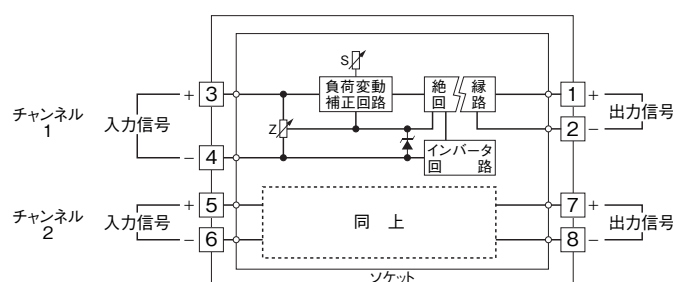 S
+ 3
負荷変動
補正回路
絶 縁
回 路
1 +
チャンネル
1
入力信号
Z
2 −
出力信号
− 4
インバータ
回 路
+ 5
7 +
チャンネル
2
入力信号
同 上
出力信号
− 6
8 −
ソケット